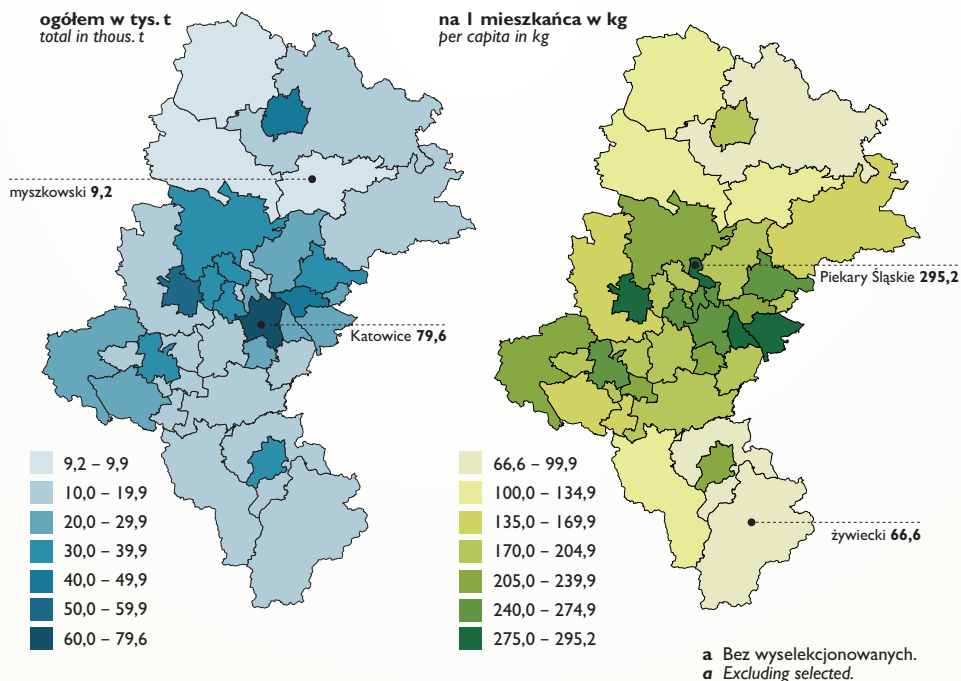 ogółem w tys. t
total in thous. t
na 1 mieszkańca w kg
per capita in kg
myszkowski 9,2
Piekary Śląskie 295,2
Katowice 79,6
9,2 – 9,9
10,0 – 19,9
20,0 – 29,9
30,0 – 39,9
40,0 – 49,9
50,0 – 59,9
60,0 – 79,6
66,6 – 99,9
100,0 – 134,9
135,0 – 169,9
170,0 – 204,9
205,0 – 239,9
240,0 – 274,9
275,0 – 295,2
żywiecki 66,6
a Bez wyselekcjonowanych.
a Excluding selected.